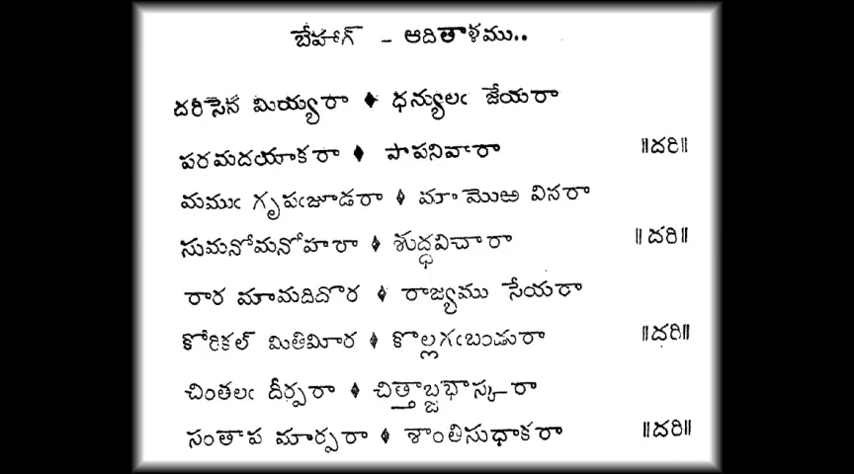 బేహాగ్ - ఆదితాళము..
దరిసెన మియ్యరా ♦ ధన్యులఁ జేయరా
పరమదయాకరా ♦ పాపనివారా ॥దరి॥
మముఁ గృపఁజూడరా ♦ మా మొఱ వినరా
సుమనోమనోహరా ♦ శుద్ధవిచారా ॥దరి॥
రార మామదిదొర ♦ రాజ్యము సేయరా
కోరికల్ మితిమీర ♦ కొల్లగఁబండురా ॥దరి॥
చింతలఁ దీర్పరా ♦ చిత్తాబ్జభాస్కరా
సంతాప మార్పరా ♦ శాంతిసుధాకరా ॥దరి॥